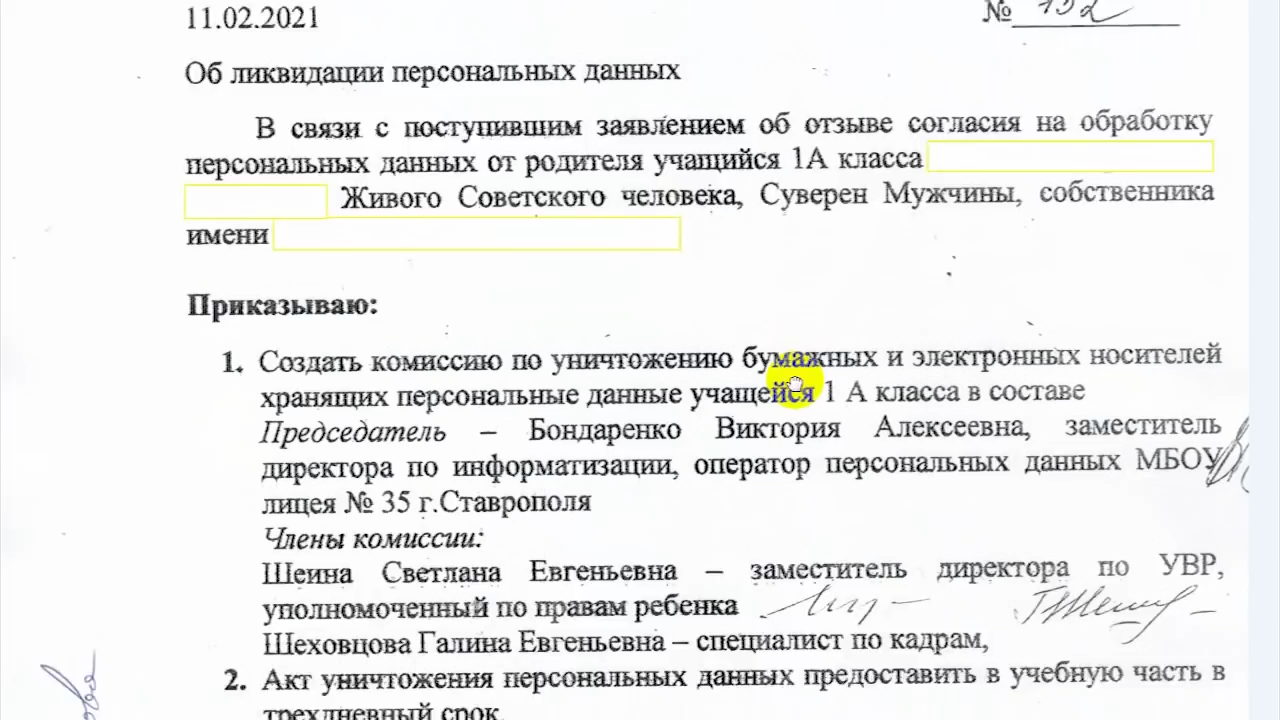 11.02.2021 № 132
Об ликвидации персональных данных
В связи с поступившим заявлением об отзыве согласия на обработку
персональных данных от родителя учащийся 1А класса
Живого Советского человека, Суверен Мужчины, собственника
имени
Приказываю:
1. Создать комиссию по уничтожению бумажных и электронных носителей
хранящих персональные данные учащейся 1 А класса в составе
Председатель – Бондаренко Виктория Алексеевна, заместитель
директора по информатизации, оператор персональных данных МБОУ
лицея № 35 г.Ставрополя
Члены комиссии:
Шеина Светлана Евгеньевна – заместитель директора по УВР,
уполномоченный по правам ребенка
Шеховцова Галина Евгеньевна – специалист по кадрам,
2. Акт уничтожения персональных данных предоставить в учебную часть в
трехдневный срок.